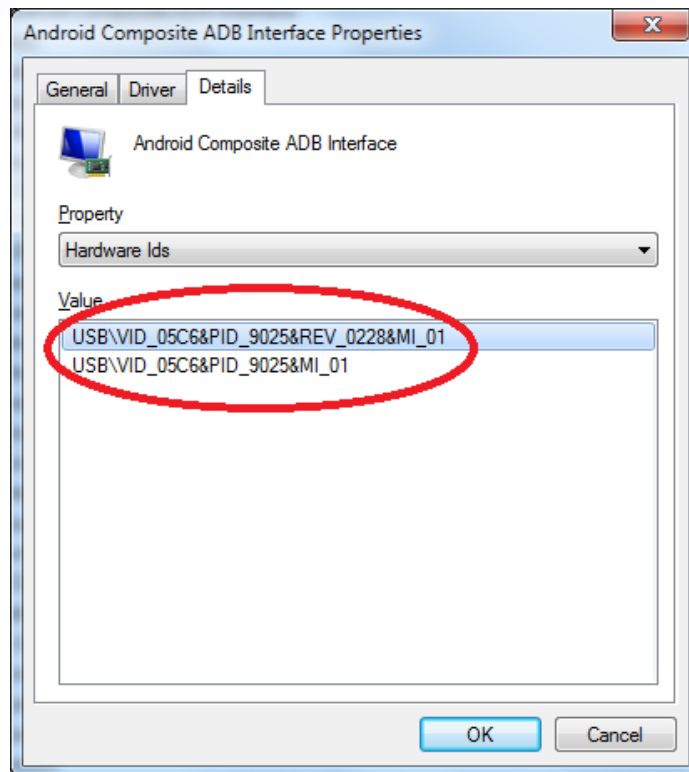 Android Composite ADB Interface Properties
General Driver Details
Android Composite ADB Interface
Property
Hardware Ids
Value
USB\VID_05C6&PID_9025&REV_0228&MI_01
USB\VID_05C6&PID_9025&MI_01
OK Cancel